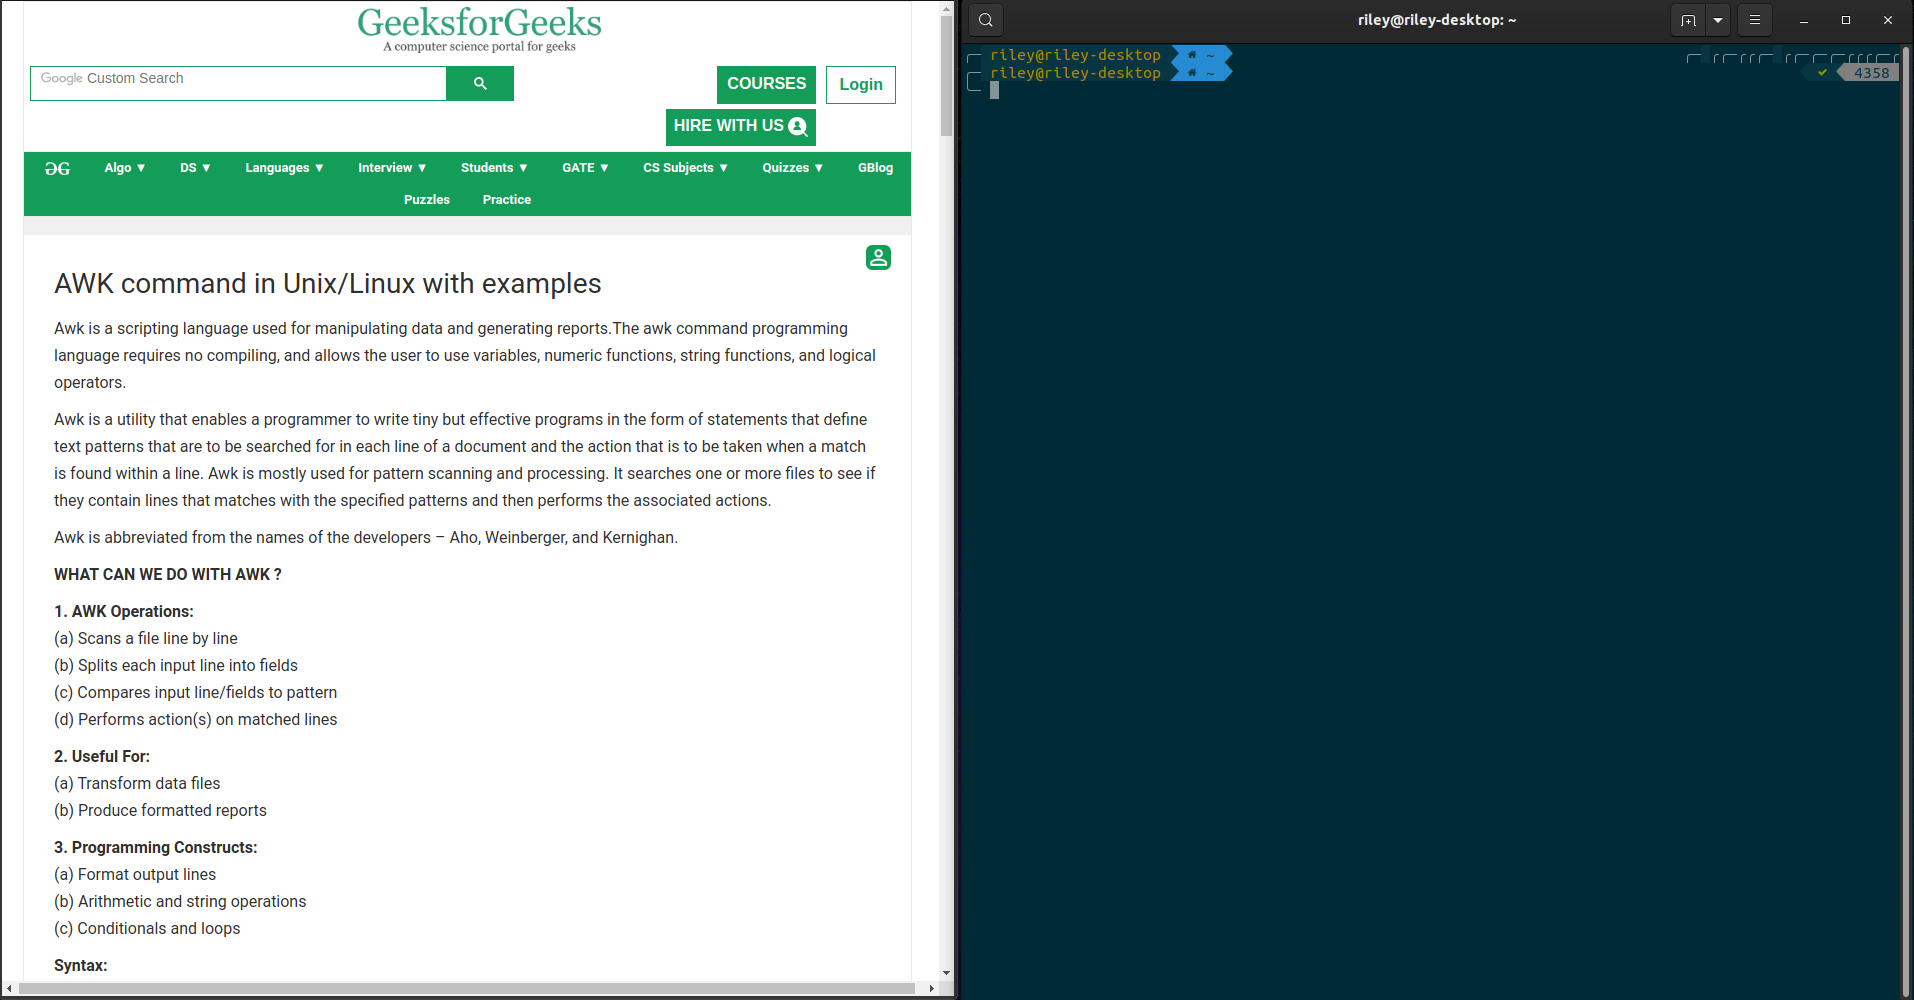 GeeksforGeeks
A computer science portal for geeks
Google Custom Search
COURSES
Login
HIRE WITH US
GG Algo ▼ DS ▼ Languages ▼ Interview ▼ Students ▼ GATE ▼ CS Subjects ▼ Quizzes ▼ GBlog
Puzzles Practice
AWK command in Unix/Linux with examples
Awk is a scripting language used for manipulating data and generating reports.The awk command programming
language requires no compiling, and allows the user to use variables, numeric functions, string functions, and logical
operators.
Awk is a utility that enables a programmer to write tiny but effective programs in the form of statements that define
text patterns that are to be searched for in each line of a document and the action that is to be taken when a match
is found within a line. Awk is mostly used for pattern scanning and processing. It searches one or more files to see if
they contain lines that matches with the specified patterns and then performs the associated actions.
Awk is abbreviated from the names of the developers – Aho, Weinberger, and Kernighan.
WHAT CAN WE DO WITH AWK ?
1. AWK Operations:
(a) Scans a file line by line
(b) Splits each input line into fields
(c) Compares input line/fields to pattern
(d) Performs action(s) on matched lines
2. Useful For:
(a) Transform data files
(b) Produce formatted reports
3. Programming Constructs:
(a) Format output lines
(b) Arithmetic and string operations
(c) Conditionals and loops
Syntax:
riley@riley-desktop: ~
riley@riley-desktop ~
riley@riley-desktop ~ ✔ 4358